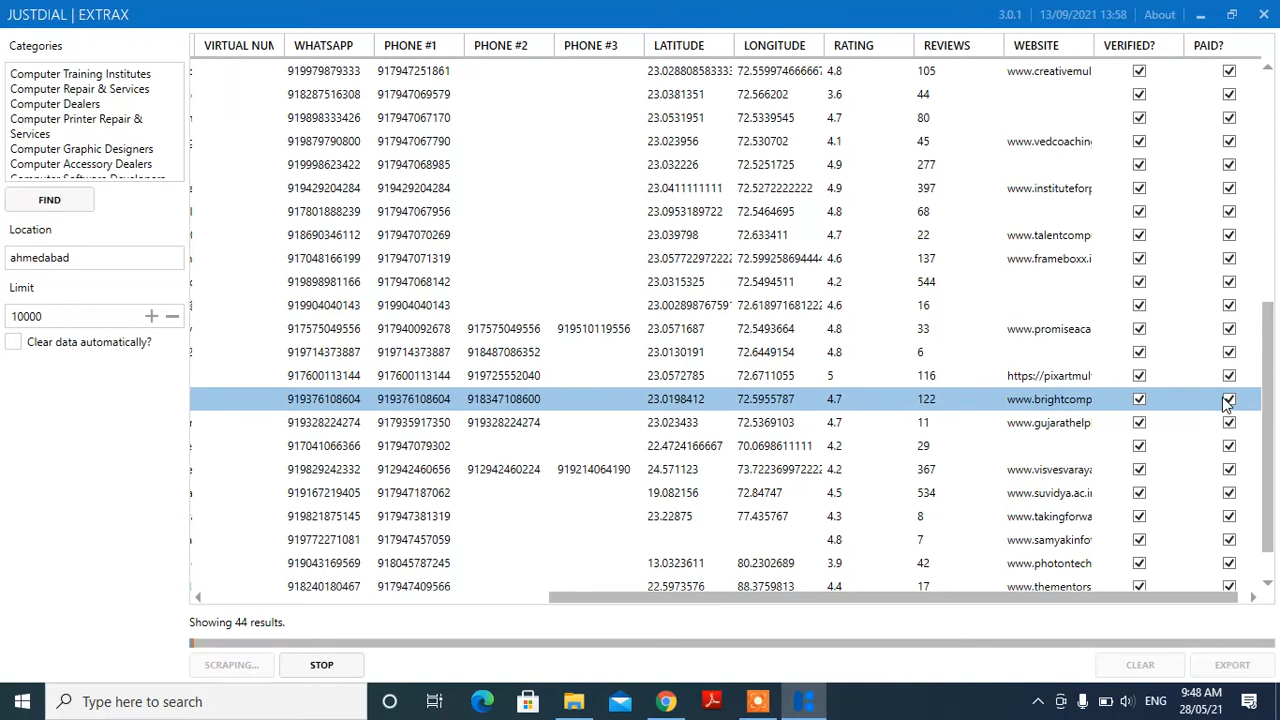 JUSTDIAL | EXTRAX 3.0.1 13/09/2021 13:58 About
Categories
Computer Training Institutes
Computer Repair & Services
Computer Dealers
Computer Printer Repair &
Services
Computer Graphic Designers
Computer Accessory Dealers
Computer Software Developers
FIND
Location
ahmedabad
Limit
10000
Clear data automatically?
VIRTUAL NUM WHATSAPP PHONE #1 PHONE #2 PHONE #3 LATITUDE LONGITUDE RATING REVIEWS WEBSITE VERIFIED? PAID?
919979879333 917947251861 23.028808583333 72.559974666667 4.8 105 www.creativemul
918287516308 917947069579 23.0381351 72.566202 3.6 44
919898333426 917947067170 23.0531951 72.5339545 4.7 80
919879790800 917947067790 23.023956 72.530702 4.1 45 www.vedcoachin
919998623422 917947068985 23.032226 72.5251725 4.9 277
919429204284 919429204284 23.0411111111 72.5272222222 4.9 397 www.institutefor
917801888239 917947067956 23.0953189722 72.5464695 4.8 68
918690346112 917947070269 23.039798 72.633411 4.7 22 www.talentcomp
917048166199 917947071319 23.057722972222 72.599258694444 4.6 137 www.frameboxx.i
919898981166 917947068142 23.0315325 72.5494511 4.2 544
919904040143 919904040143 23.002898767591 72.618971681222 4.6 16
917575049556 917940092678 917575049556 919510119556 23.0571687 72.5493664 4.8 33 www.promiseaca
919714373887 919714373887 918487086352 23.0130191 72.6449154 4.8 6
917600113144 917600113144 919725552040 23.0572785 72.6711055 5 116 https://pixartmul
919376108604 919376108604 918347108600 23.0198412 72.5955787 4.7 122 www.brightcomp
919328224274 917935917350 919328224274 23.023433 72.5369103 4.7 11 www.gujarathelp
917041066366 917947079302 22.4724166667 70.0698611111 4.2 29
919829242332 912942460656 912942460224 919214064190 24.571123 73.722369972222 4.2 367 www.visvesvaraya
919167219405 917947187062 19.082156 72.84747 4.5 534 www.suvidya.ac.in
919821875145 917947381319 23.22875 77.435767 4.3 8 www.takingforwa
919772271081 917947457059 4.8 7 www.samyakinfo
919043169569 918045787245 13.0323611 80.2302689 3.9 42 www.photontech
918240180467 917947409566 22.5973576 88.3759813 4.4 17 www.thementors
Showing 44 results.
SCRAPING... STOP CLEAR EXPORT
Type here to search ENG 9:48 AM
28/05/21